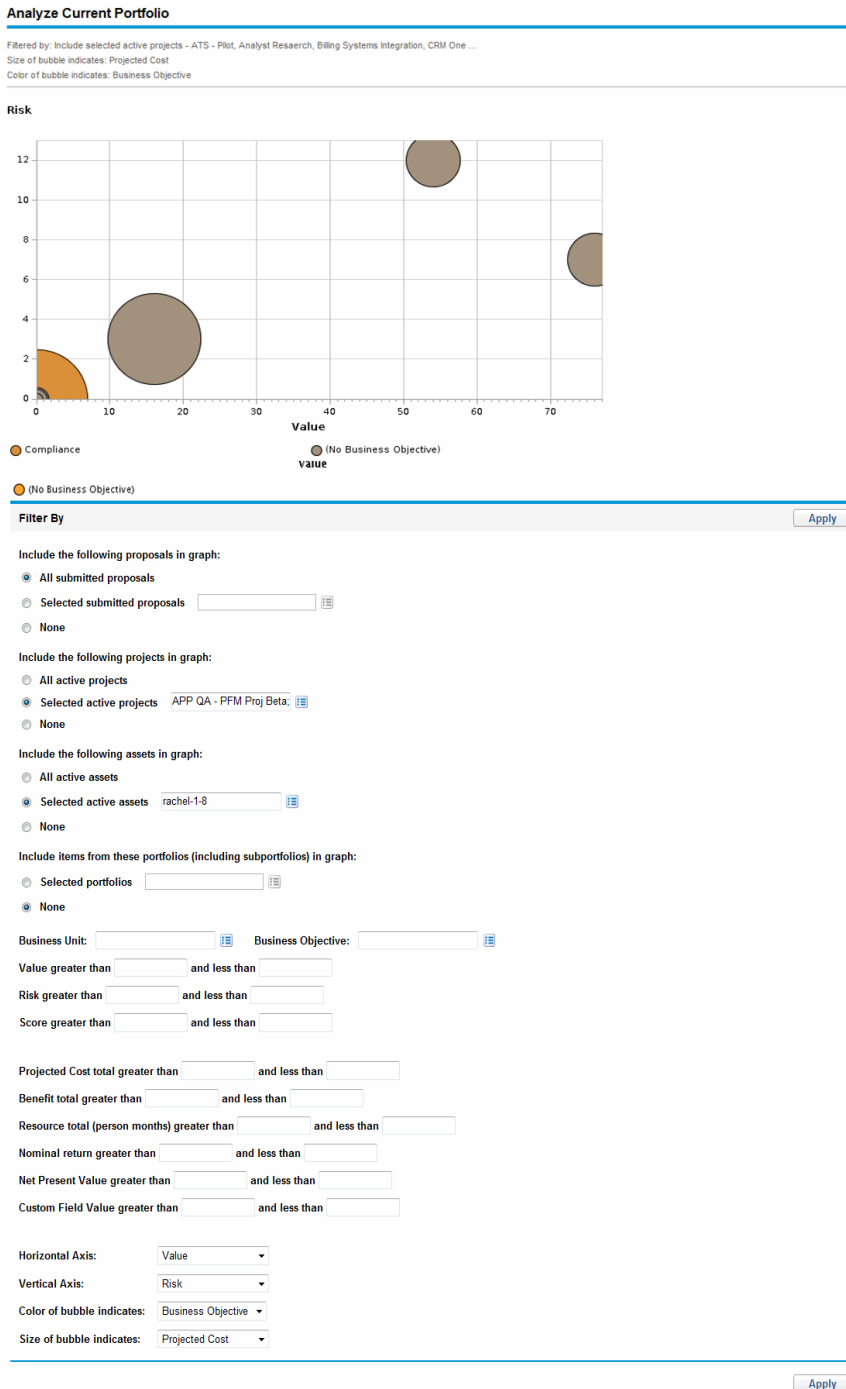 Analyze Current Portfolio
Filtered by: Include selected active projects - ATS - Pilot, Analyst Resaerch, Billing Systems Integration, CRM One ...
Size of bubble indicates: Projected Cost
Color of bubble indicates: Business Objective
Risk
12
10
8
6
4
2
0
0 10 20 30 40 50 60 70
Value
Compliance (No Business Objective)
value
(No Business Objective)
Filter By Apply
Include the following proposals in graph:
All submitted proposals
Selected submitted proposals
None
Include the following projects in graph:
All active projects
Selected active projects APP QA - PFM Proj Beta;
None
Include the following assets in graph:
All active assets
Selected active assets rachel-1-8
None
Include items from these portfolios (including subportfolios) in graph:
Selected portfolios
None
Business Unit: Business Objective:
Value greater than and less than
Risk greater than and less than
Score greater than and less than
Projected Cost total greater than and less than
Benefit total greater than and less than
Resource total (person months) greater than and less than
Nominal return greater than and less than
Net Present Value greater than and less than
Custom Field Value greater than and less than
Horizontal Axis: Value
Vertical Axis: Risk
Color of bubble indicates: Business Objective
Size of bubble indicates: Projected Cost
Apply